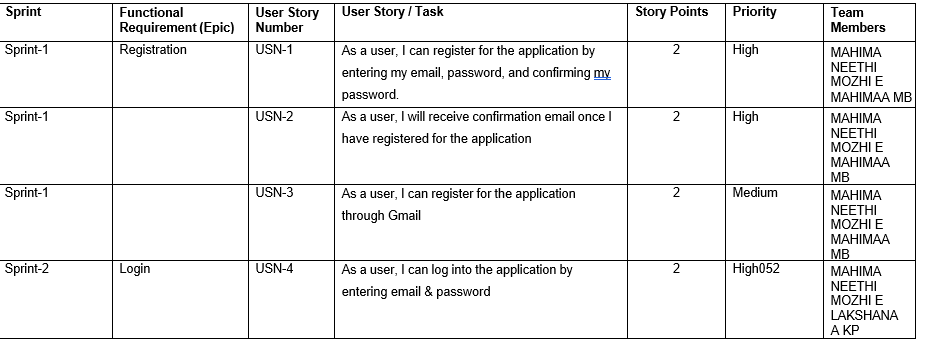 Sprint Functional Requirement (Epic) User Story Number User Story / Task Story Points Priority Team Members
Sprint-1 Registration USN-1 As a user, I can register for the application by 2 High MAHIMA
entering my email, password, and confirming my NEETHI
password. MOZHI E
MAHIMAA MB
Sprint-1 USN-2 As a user, I will receive confirmation email once I 2 High MAHIMA
have registered for the application NEETHI
MOZHI E
MAHIMAA
MB
Sprint-1 USN-3 As a user, I can register for the application 2 Medium MAHIMA
through Gmail NEETHI
MOZHI E
MAHIMAA
MB
Sprint-2 Login USN-4 As a user, I can log into the application by 2 High052 MAHIMA
entering email & password NEETHI
MOZHI E
LAKSHANA
A KP